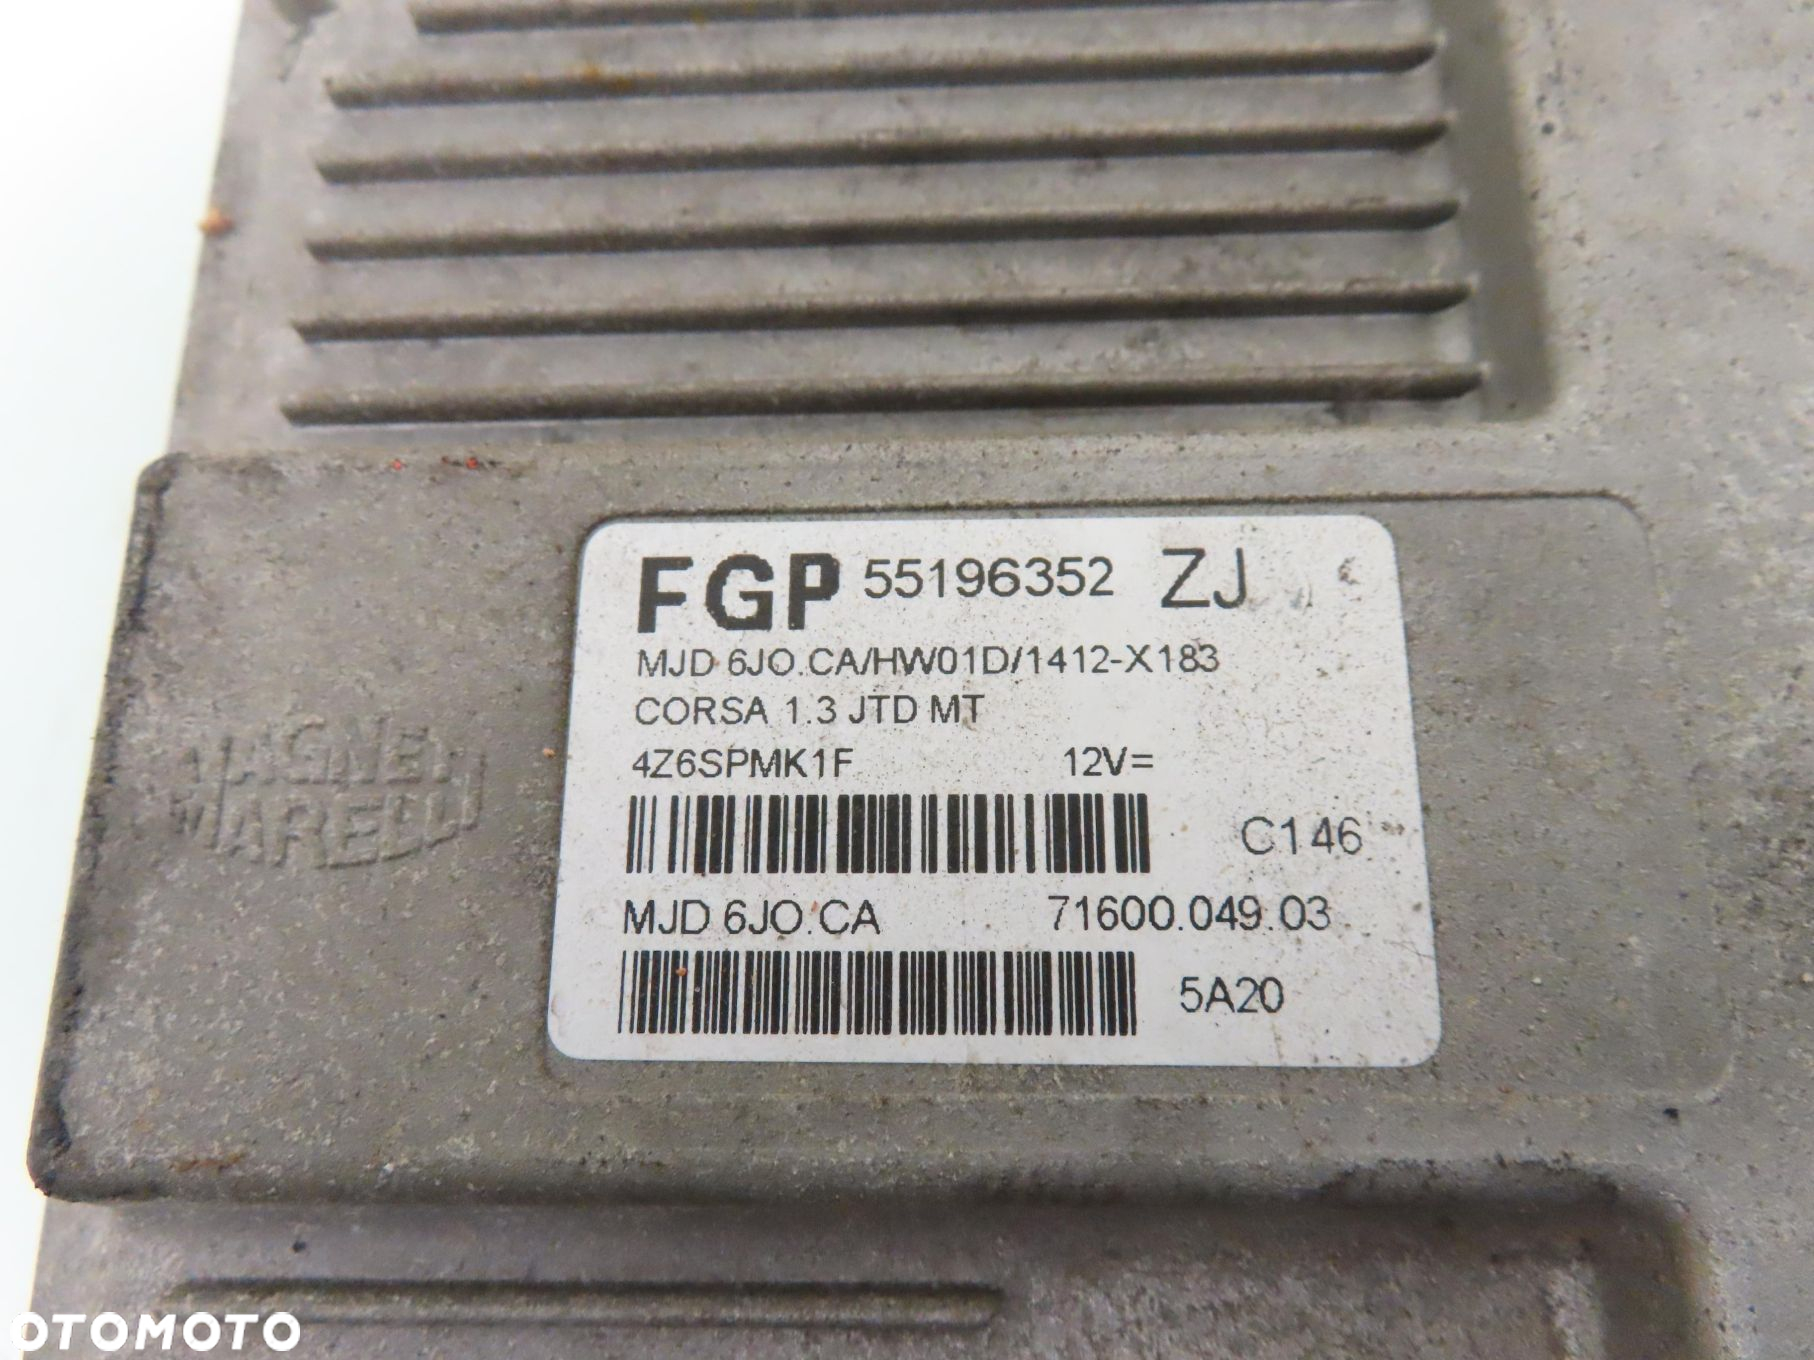 FGP 55196352 ZJ
MJD 6JO.CA/HW01D/1412-X183
CORSA 1.3 JTD MT
4Z6SPMK1F 12V=
C146
MJD 6JO.CA 71600.049.03
5A20
MAGNETI
MARELLI
OTOMOTO